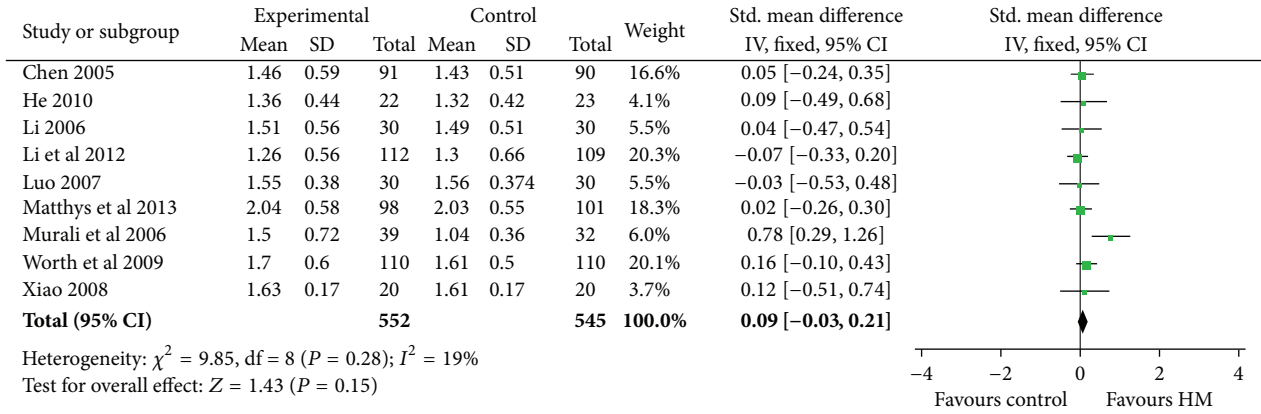 Study or subgroup Experimental Control Weight Std. mean difference Std. mean difference
Mean SD Total Mean SD Total IV, fixed, 95% CI IV, fixed, 95% CI
Chen 2005 1.46 0.59 91 1.43 0.51 90 16.6% 0.05 [−0.24, 0.35]
He 2010 1.36 0.44 22 1.32 0.42 23 4.1% 0.09 [−0.49, 0.68]
Li 2006 1.51 0.56 30 1.49 0.51 30 5.5% 0.04 [−0.47, 0.54]
Li et al 2012 1.26 0.56 112 1.3 0.66 109 20.3% −0.07 [−0.33, 0.20]
Luo 2007 1.55 0.38 30 1.56 0.374 30 5.5% −0.03 [−0.53, 0.48]
Matthys et al 2013 2.04 0.58 98 2.03 0.55 101 18.3% 0.02 [−0.26, 0.30]
Murali et al 2006 1.5 0.72 39 1.04 0.36 32 6.0% 0.78 [0.29, 1.26]
Worth et al 2009 1.7 0.6 110 1.61 0.5 110 20.1% 0.16 [−0.10, 0.43]
Xiao 2008 1.63 0.17 20 1.61 0.17 20 3.7% 0.12 [−0.51, 0.74]
Total (95% CI) 552 545 100.0% 0.09 [−0.03, 0.21]
Heterogeneity: χ² = 9.85, df = 8 (P = 0.28); I² = 19%
Test for overall effect: Z = 1.43 (P = 0.15)
−4 −2 0 2 4
Favours control Favours HM